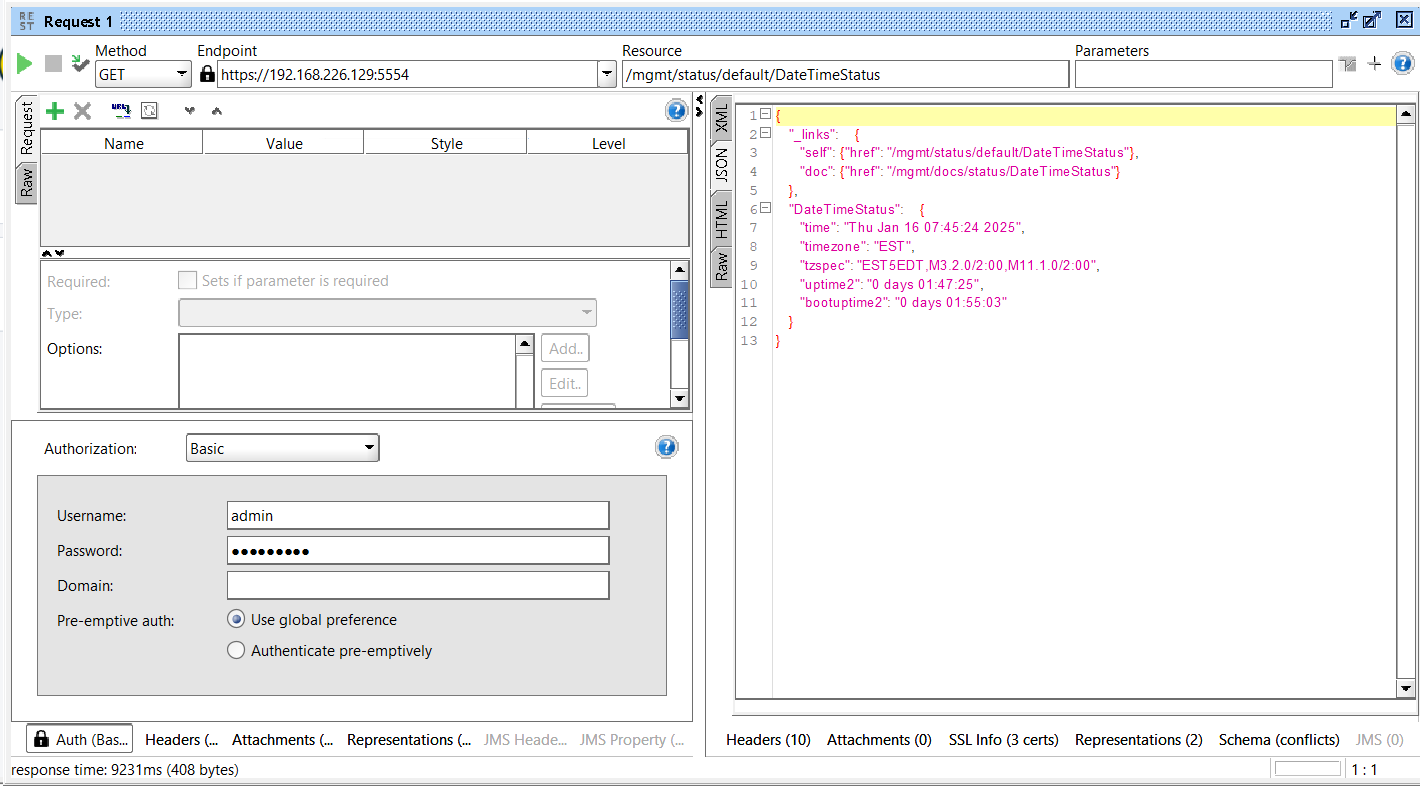 REST Request 1
Method Endpoint Resource Parameters
GET https://192.168.226.129:5554 /mgmt/status/default/DateTimeStatus
Request
Raw
Name Value Style Level
Required: Sets if parameter is required
Type:
Options: Add..
Edit..
Authorization: Basic
Username: admin
Password: ●●●●●●●●●
Domain:
Pre-emptive auth: Use global preference
Authenticate pre-emptively
Auth (Bas... Headers (... Attachments (... Representations (... JMS Heade... JMS Property (...
XML
JSON
HTML
Raw
1 {
2 "_links": {
3 "self": {"href": "/mgmt/status/default/DateTimeStatus"},
4 "doc": {"href": "/mgmt/docs/status/DateTimeStatus"}
5 },
6 "DateTimeStatus": {
7 "time": "Thu Jan 16 07:45:24 2025",
8 "timezone": "EST",
9 "tzspec": "EST5EDT,M3.2.0/2:00,M11.1.0/2:00",
10 "uptime2": "0 days 01:47:25",
11 "bootuptime2": "0 days 01:55:03"
12 }
13 }
Headers (10) Attachments (0) SSL Info (3 certs) Representations (2) Schema (conflicts) JMS (0)
response time: 9231ms (408 bytes) 1 : 1